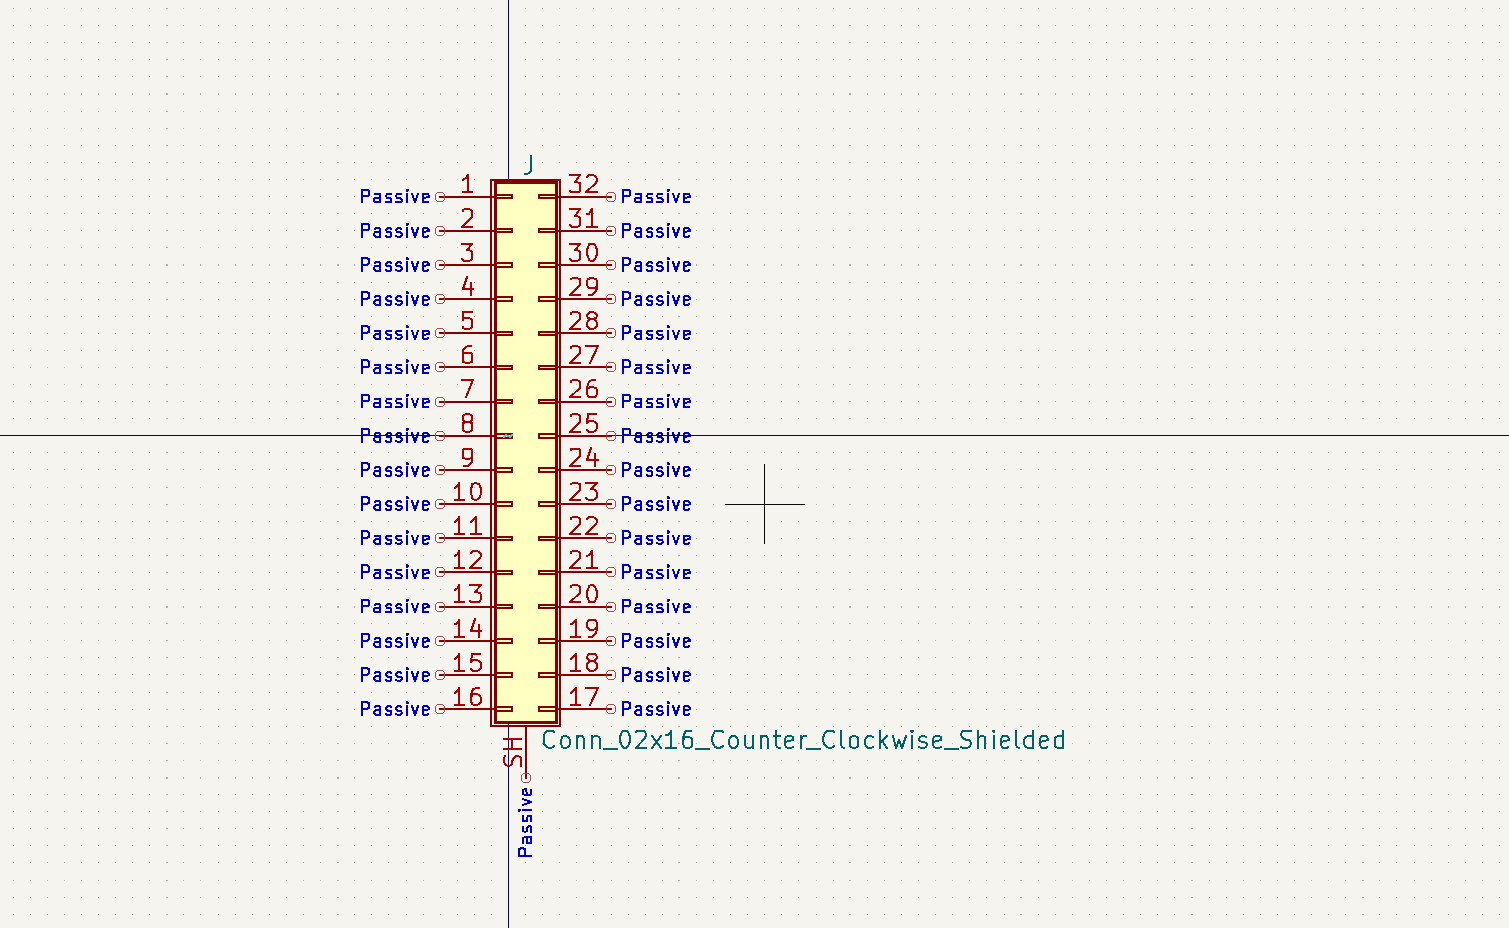 J
Passive 1 32 Passive
Passive 2 31 Passive
Passive 3 30 Passive
Passive 4 29 Passive
Passive 5 28 Passive
Passive 6 27 Passive
Passive 7 26 Passive
Passive 8 25 Passive
Passive 9 24 Passive
Passive 10 23 Passive
Passive 11 22 Passive
Passive 12 21 Passive
Passive 13 20 Passive
Passive 14 19 Passive
Passive 15 18 Passive
Passive 16 17 Passive
SH
Conn_02x16_Counter_Clockwise_Shielded
Passive